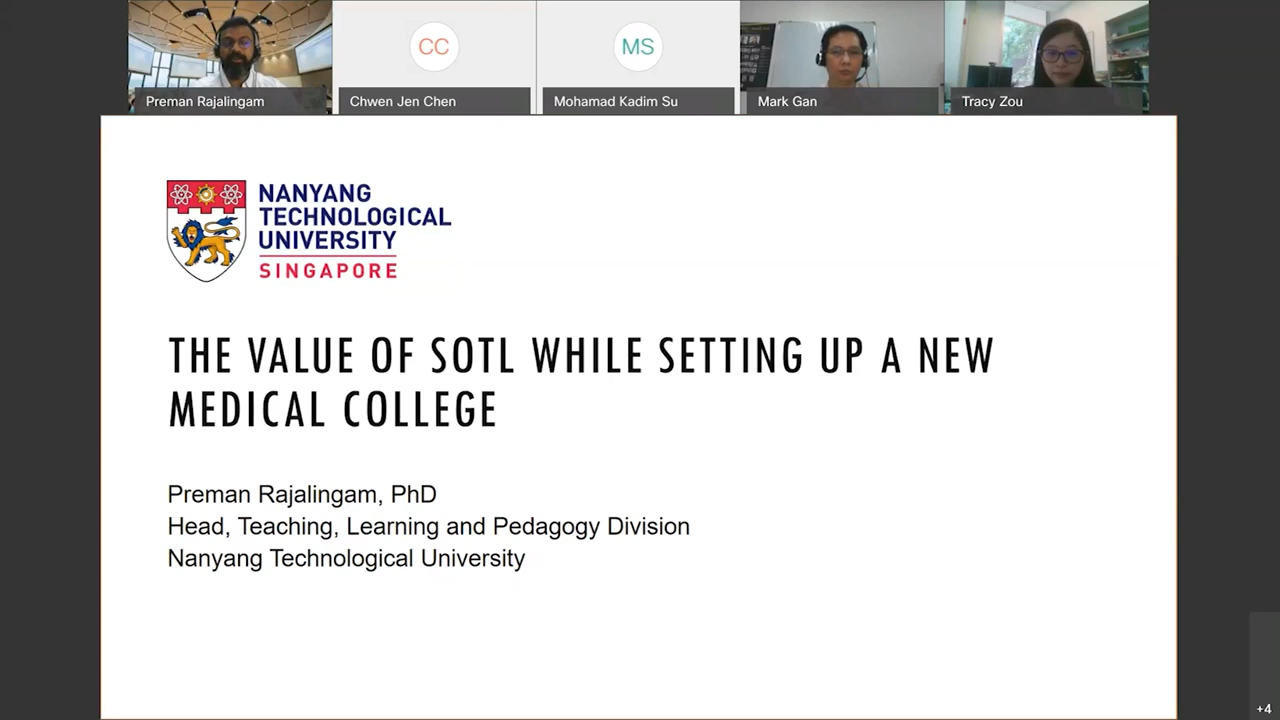 CC
MS
Preman Rajalingam
Chwen Jen Chen
Mohamad Kadim Su
Mark Gan
Tracy Zou
NANYANG
TECHNOLOGICAL
UNIVERSITY
SINGAPORE
THE VALUE OF SOTL WHILE SETTING UP A NEW
MEDICAL COLLEGE
Preman Rajalingam, PhD
Head, Teaching, Learning and Pedagogy Division
Nanyang Technological University
+4